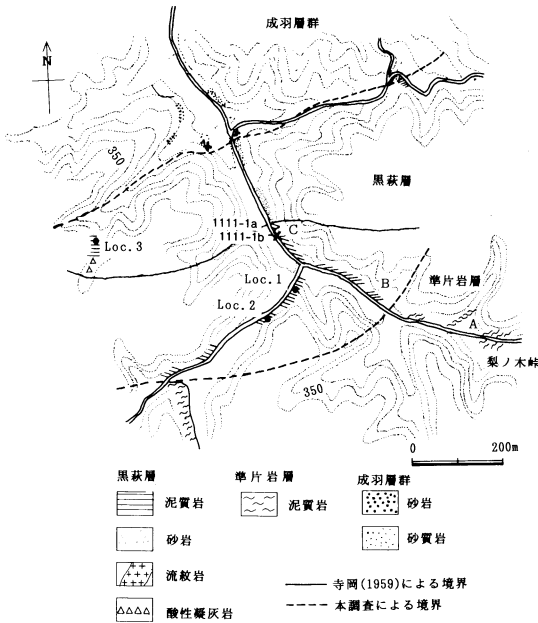 成羽層群
N
350
黒萩層
1111-1a
1111-1b
C
Loc.3
Loc.1
Loc.2
B
準片岩層
A
梨ノ木峠
350
0 200m
黒萩層
泥質岩
砂岩
流紋岩
酸性凝灰岩
準片岩層
泥質岩
成羽層群
砂岩
砂質岩
寺岡(1959)による境界
本調査による境界